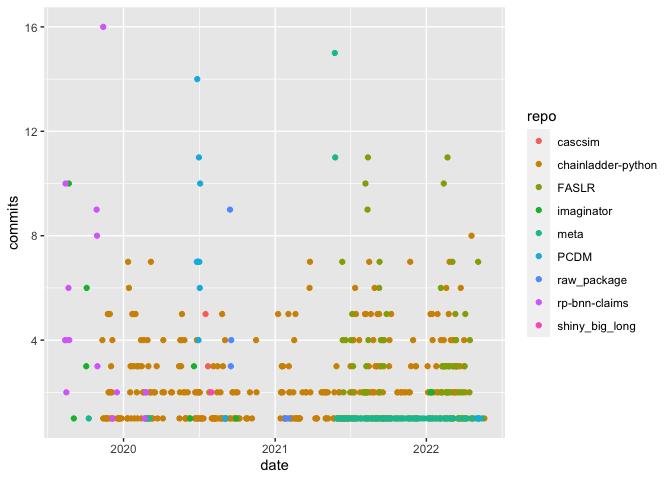 16
12
8
4
commits
2020
2021
2022
date
repo
cascsim
chainladder-python
FASLR
imaginator
meta
PCDM
raw_package
rp-bnn-claims
shiny_big_long